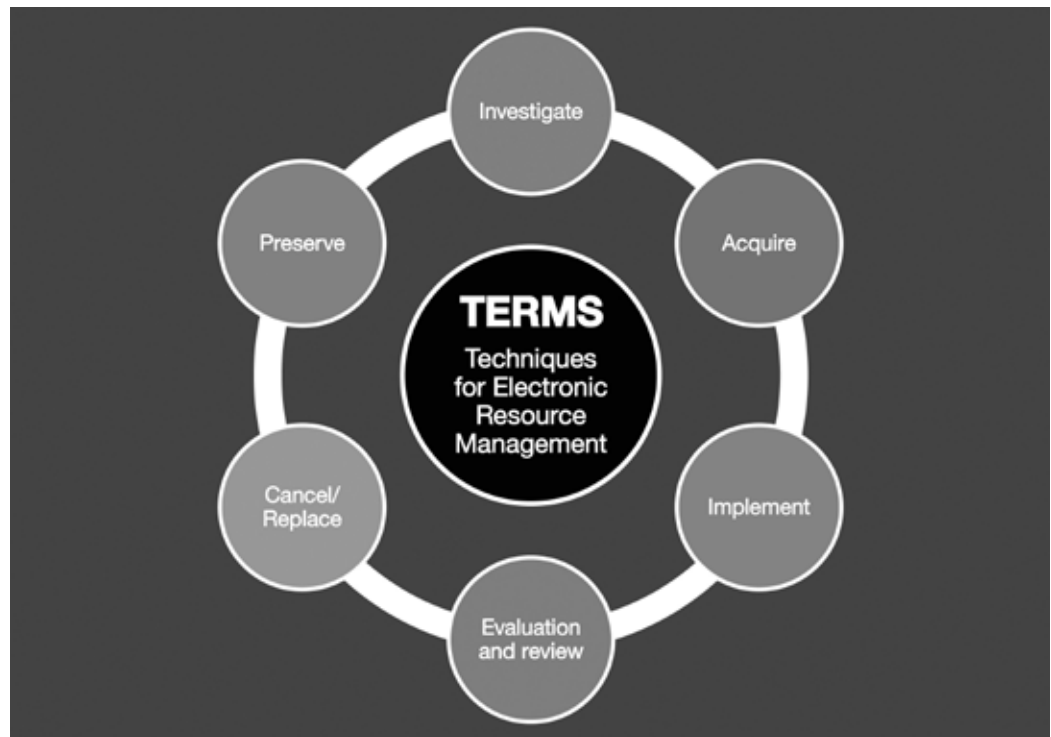 Investigate
Preserve
Acquire
TERMS
Techniques
for Electronic
Resource
Management
Cancel/
Replace
Implement
Evaluation
and review